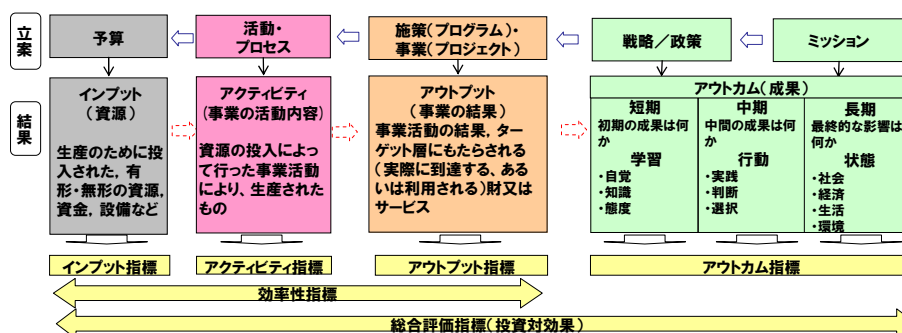 立案
予算
活動・
プロセス
施策(プログラム)・
事業(プロジェクト)
戦略／政策
ミッション
結果
インプット
(資源)
生産のために投
入された, 有
形・無形の資源,
資金, 設備など
アクティビティ
(事業の活動内容)
資源の投入によっ
て行った事業活動
により、生産された
もの
アウトプット
(事業の結果)
事業活動の結果, ター
ゲット層にもたらされる
(実際に到達する、ある
いは利用される)財又は
サービス
アウトカム(成果)
短期
初期の成果は何
か
学習
・自覚
・知識
・態度
中期
中間の成果は何
か
行動
・実践
・判断
・選択
長期
最終的な影響は
何か
状態
・社会
・経済
・生活
・環境
インプット指標
アクティビティ指標
アウトプット指標
アウトカム指標
効率性指標
総合評価指標(投資対効果)